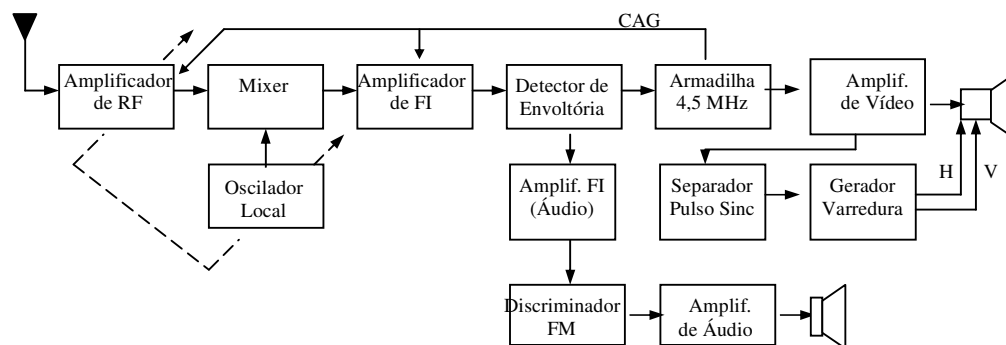 CAG
Amplificador
de RF
Mixer
Amplificador
de FI
Detector de
Envoltória
Armadilha
4,5 MHz
Amplif.
de Vídeo
Oscilador
Local
Amplif. FI
(Áudio)
Separador
Pulso Sinc
Gerador
Varredura
H
V
Discriminador
FM
Amplif.
de Áudio